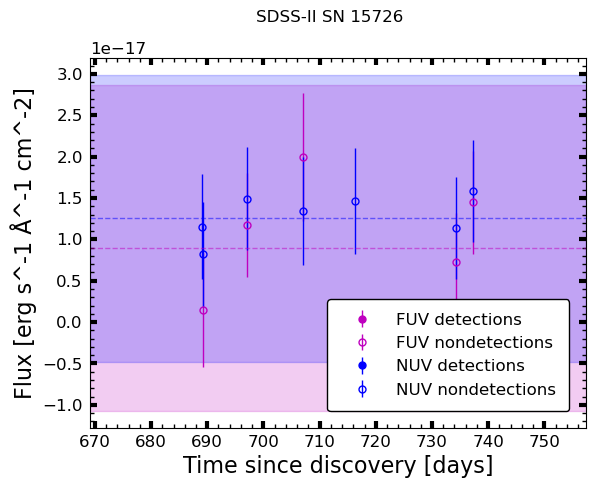 SDSS-II SN 15726
1e−17
3.0
2.5
2.0
1.5
1.0
0.5
0.0
−0.5
−1.0
Flux [erg s^-1 Å^-1 cm^-2]
FUV detections
FUV nondetections
NUV detections
NUV nondetections
670 680 690 700 710 720 730 740 750
Time since discovery [days]